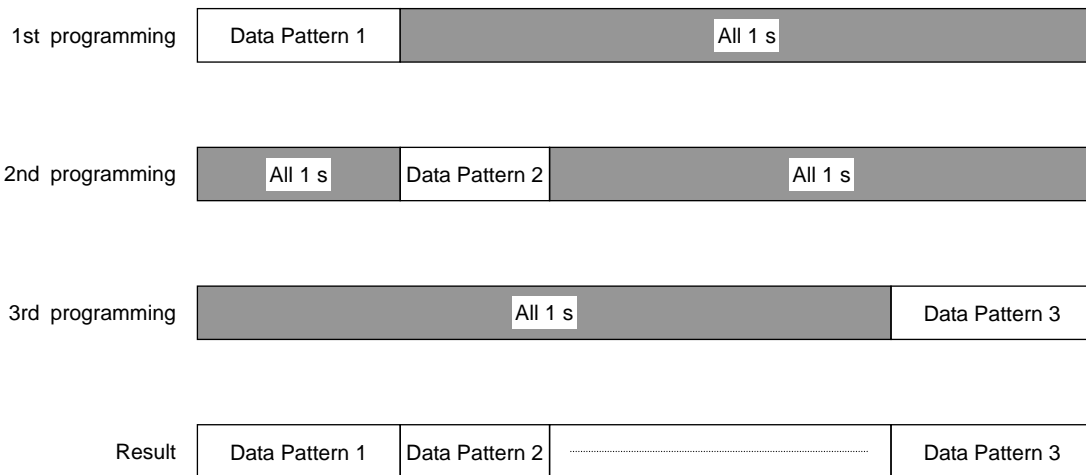 1st programming Data Pattern 1 All 1 s
2nd programming All 1 s Data Pattern 2 All 1 s
3rd programming All 1 s Data Pattern 3
Result Data Pattern 1 Data Pattern 2 Data Pattern 3